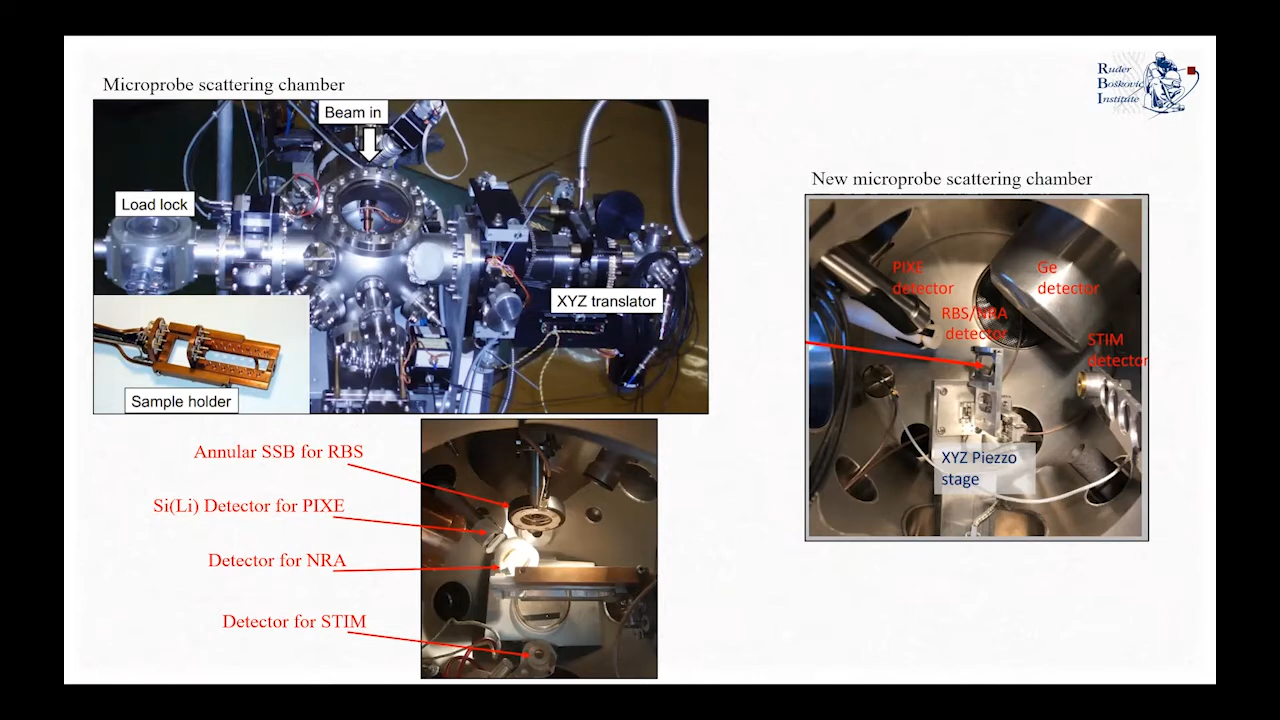 Microprobe scattering chamber
Beam in
Load lock
XYZ translator
Sample holder
Annular SSB for RBS
Si(Li) Detector for PIXE
Detector for NRA
Detector for STIM
Ruđer
Bošković
Institute
New microprobe scattering chamber
PIXE
detector
Ge
detector
RBS/NRA
detector
STIM
detector
XYZ Piezzo
stage